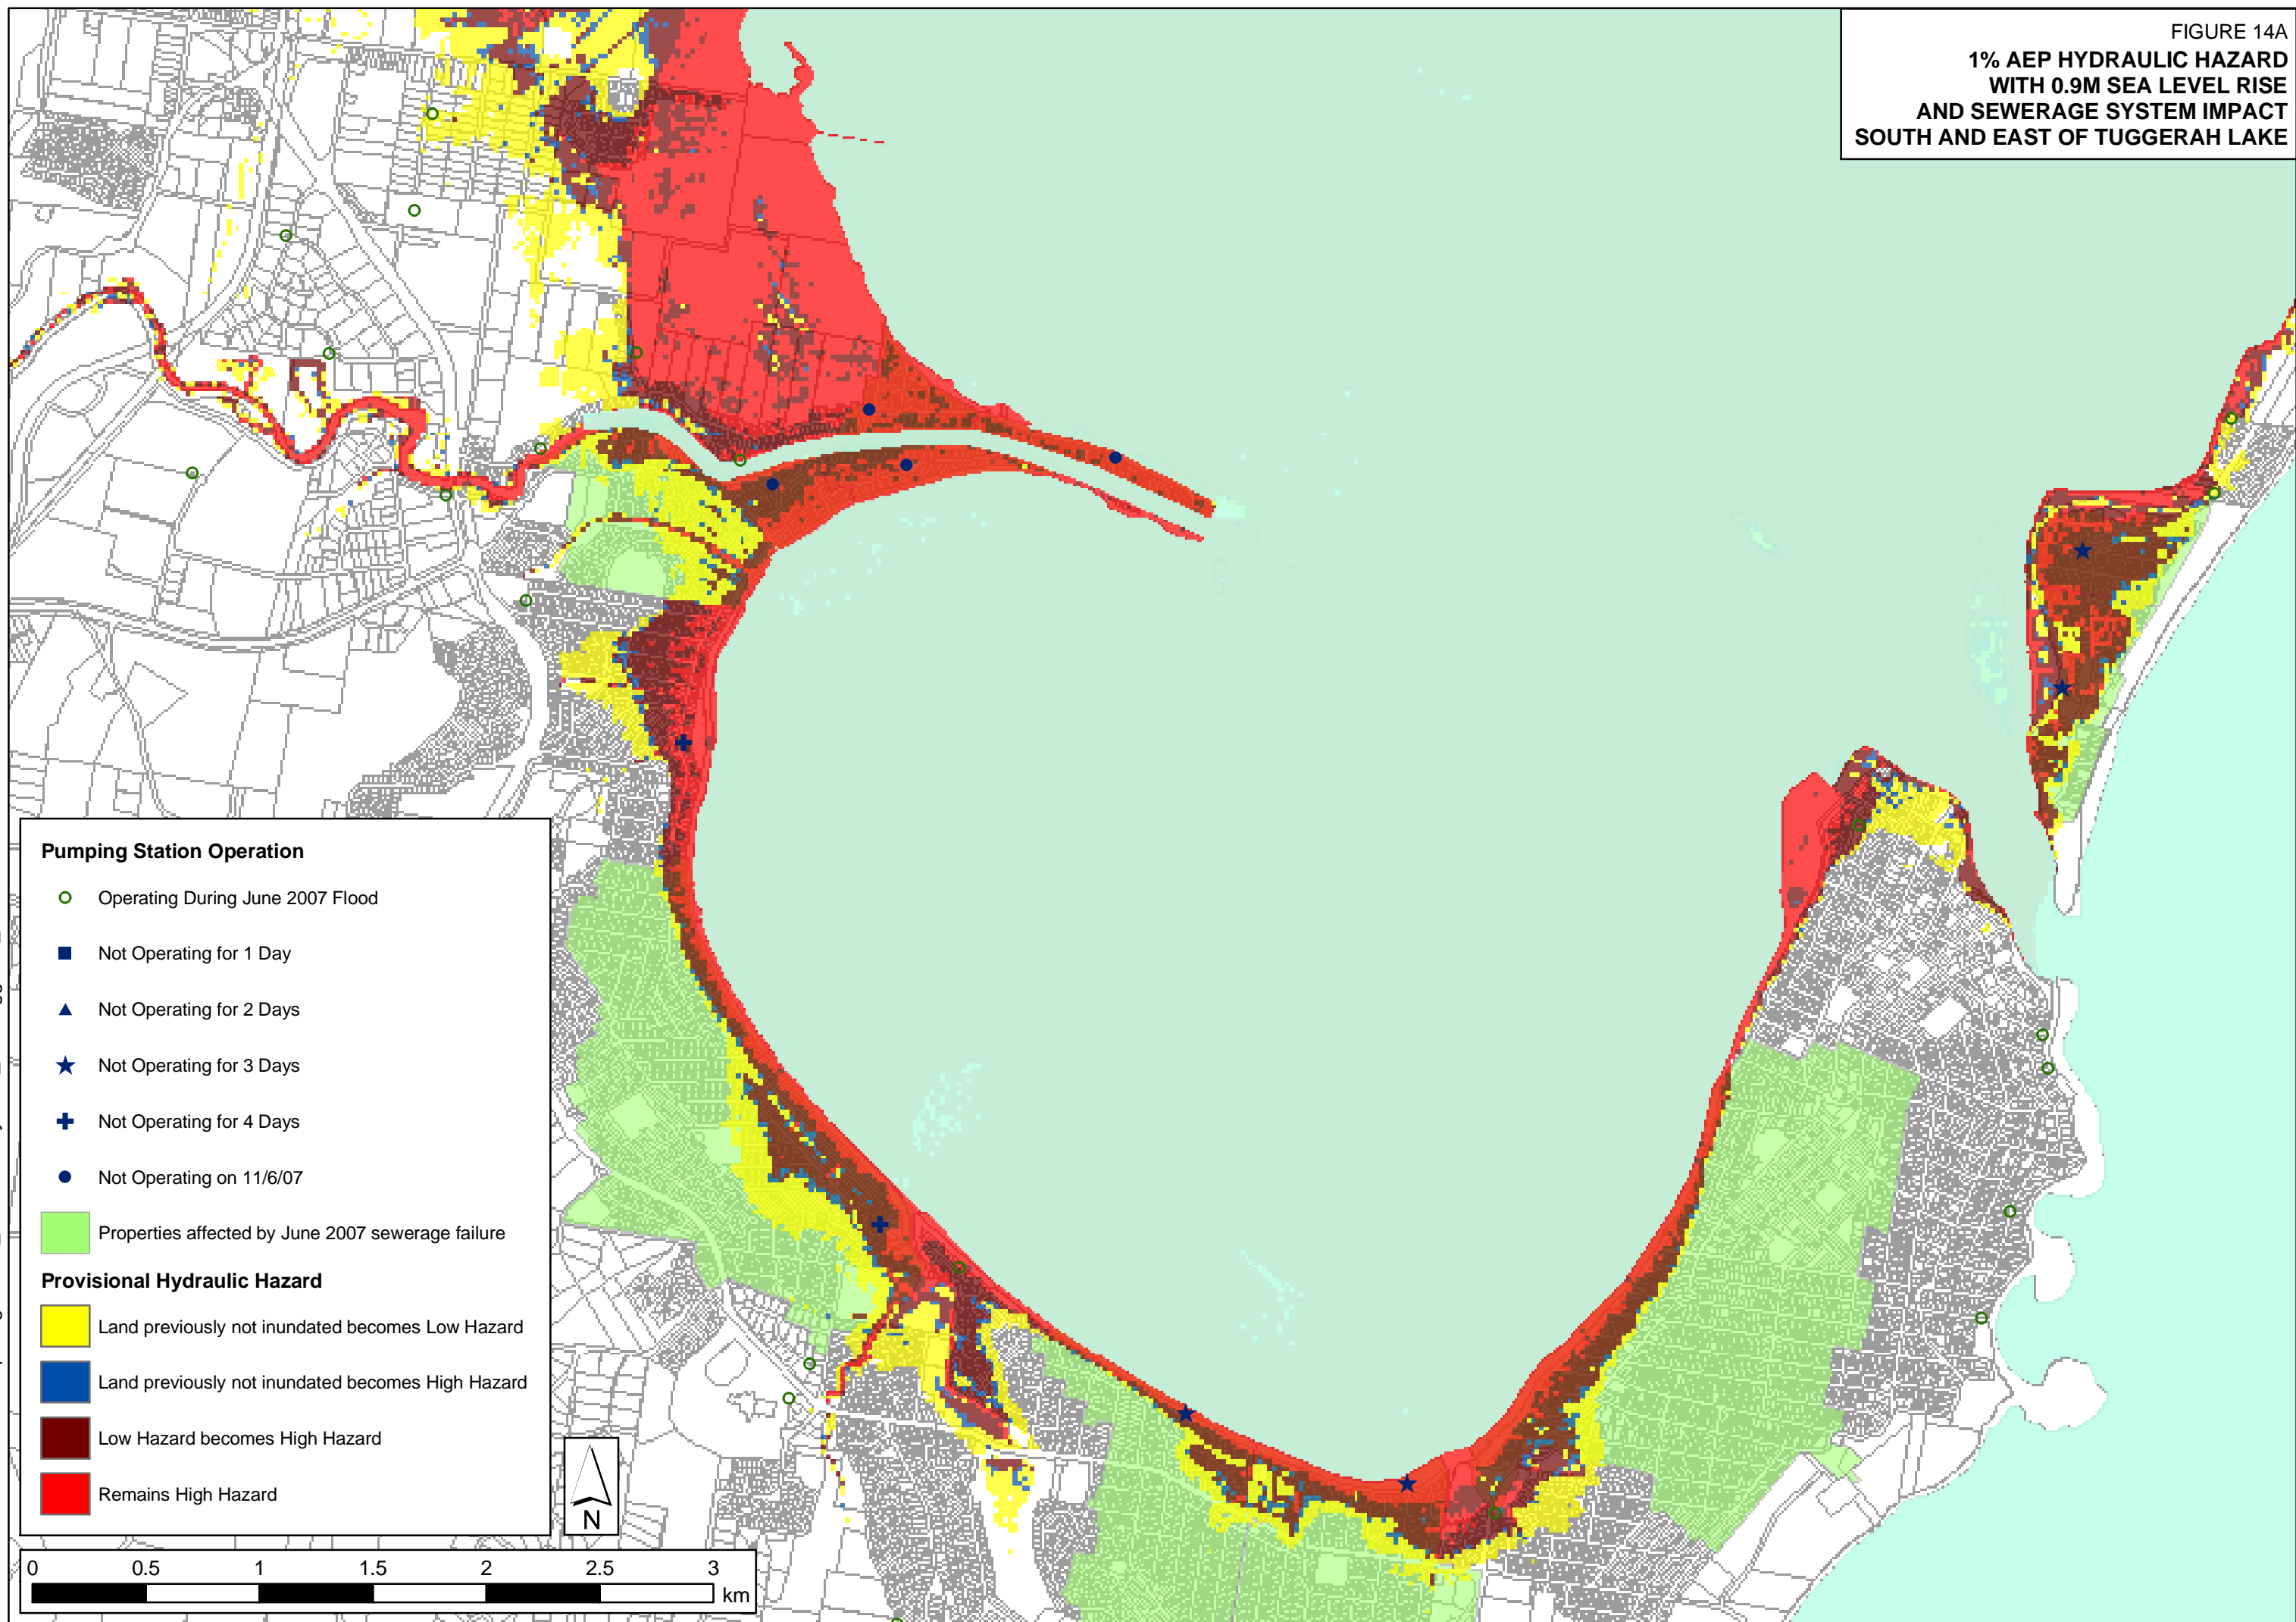 FIGURE 14A
1% AEP HYDRAULIC HAZARD
WITH 0.9M SEA LEVEL RISE
AND SEWERAGE SYSTEM IMPACT
SOUTH AND EAST OF TUGGERAH LAKE
Pumping Station Operation
Operating During June 2007 Flood
Not Operating for 1 Day
Not Operating for 2 Days
Not Operating for 3 Days
Not Operating for 4 Days
Not Operating on 11/6/07
Properties affected by June 2007 sewerage failure
Provisional Hydraulic Hazard
Land previously not inundated becomes Low Hazard
Land previously not inundated becomes High Hazard
Low Hazard becomes High Hazard
Remains High Hazard
N
0 0.5 1 1.5 2 2.5 3
km